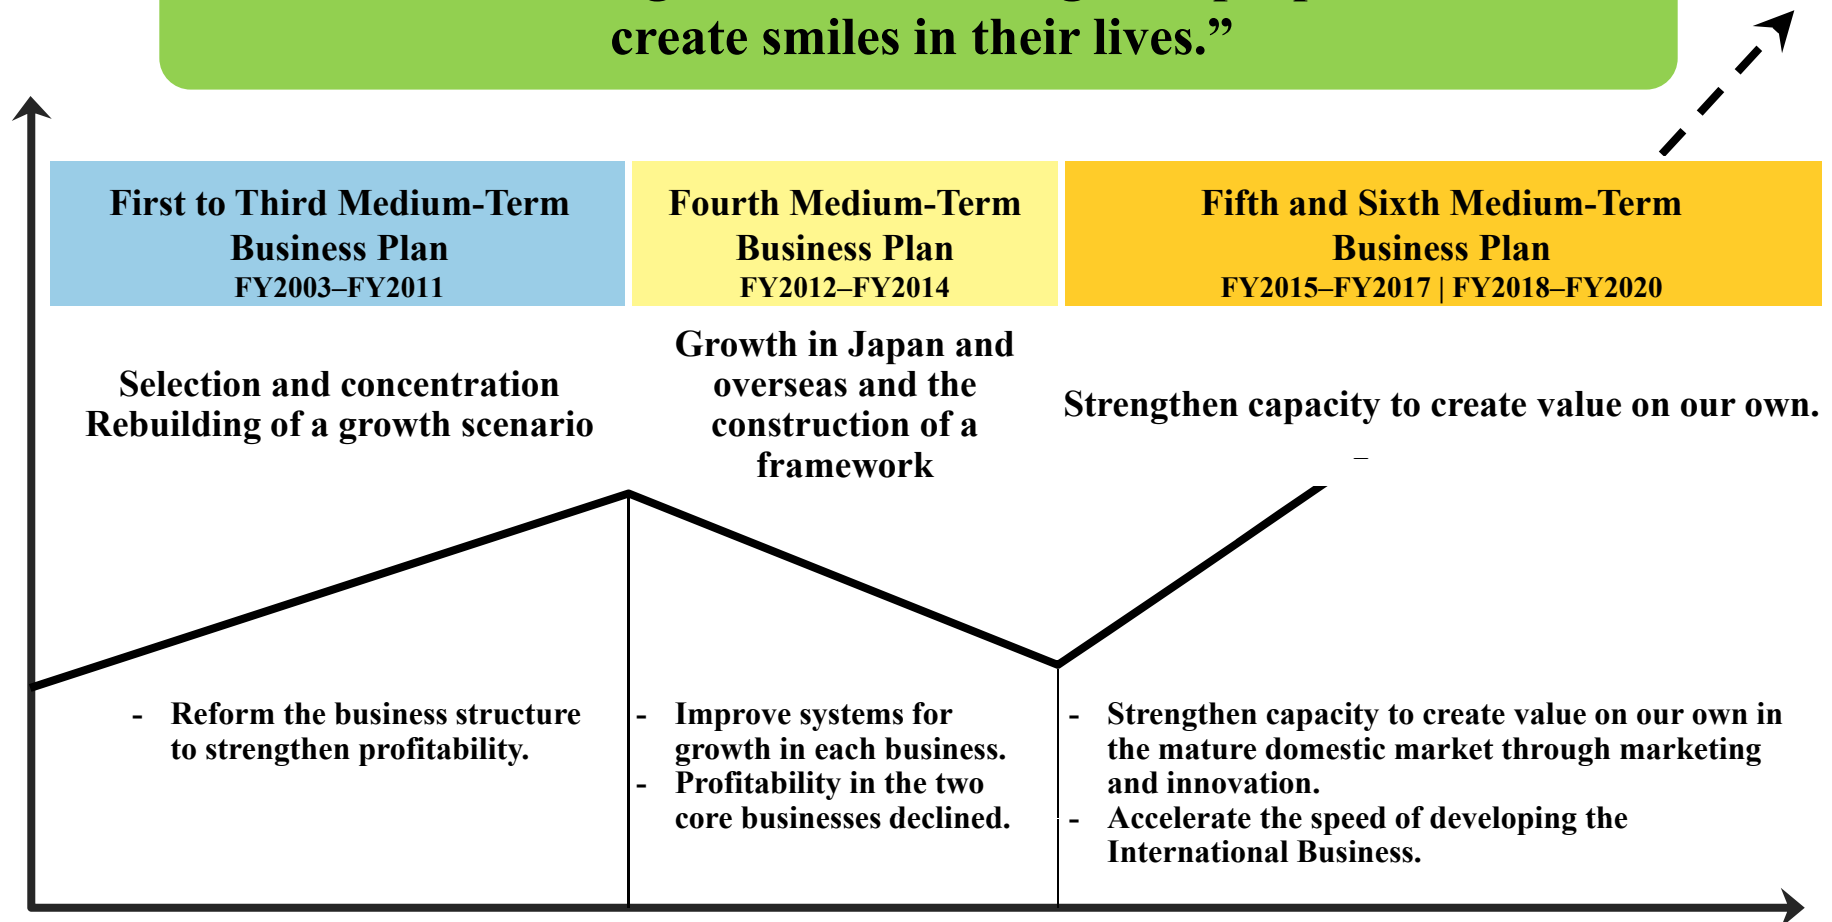 create smiles in their lives.”
First to Third Medium-Term
Business Plan
FY2003–FY2011
Fourth Medium-Term
Business Plan
FY2012–FY2014
Fifth and Sixth Medium-Term
Business Plan
FY2015–FY2017 | FY2018–FY2020
Selection and concentration
Rebuilding of a growth scenario
Growth in Japan and
overseas and the
construction of a
framework
Strengthen capacity to create value on our own.
–
- Reform the business structure
to strengthen profitability.
- Improve systems for
growth in each business.
- Profitability in the two
core businesses declined.
- Strengthen capacity to create value on our own in
the mature domestic market through marketing
and innovation.
- Accelerate the speed of developing the
International Business.